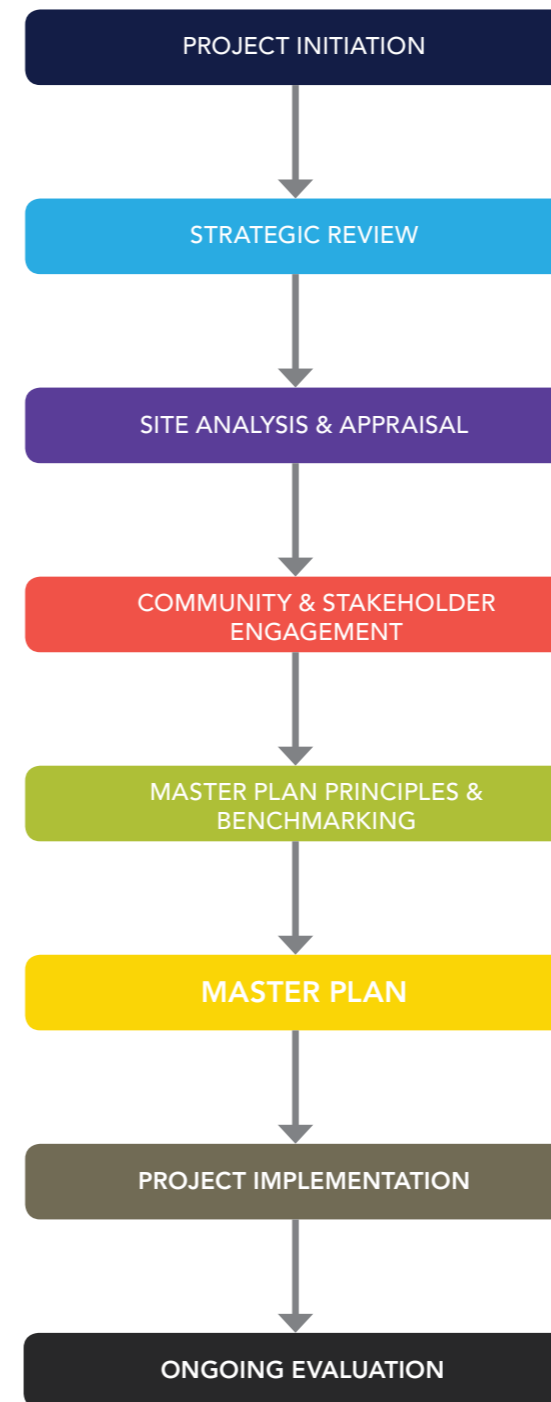 PROJECT INITIATION
STRATEGIC REVIEW
SITE ANALYSIS & APPRAISAL
COMMUNITY & STAKEHOLDER
ENGAGEMENT
MASTER PLAN PRINCIPLES &
BENCHMARKING
MASTER PLAN
PROJECT IMPLEMENTATION
ONGOING EVALUATION